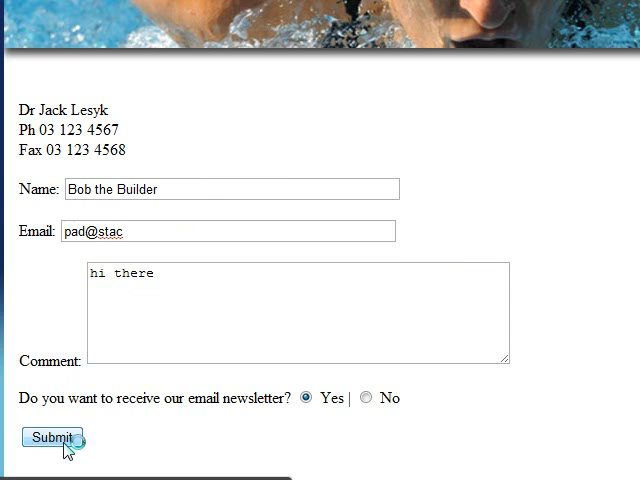 Dr Jack Lesyk
Ph 03 123 4567
Fax 03 123 4568
Name: Bob the Builder
Email: pad@stac
hi there
Comment:
Do you want to receive our email newsletter? Yes | No
Submit